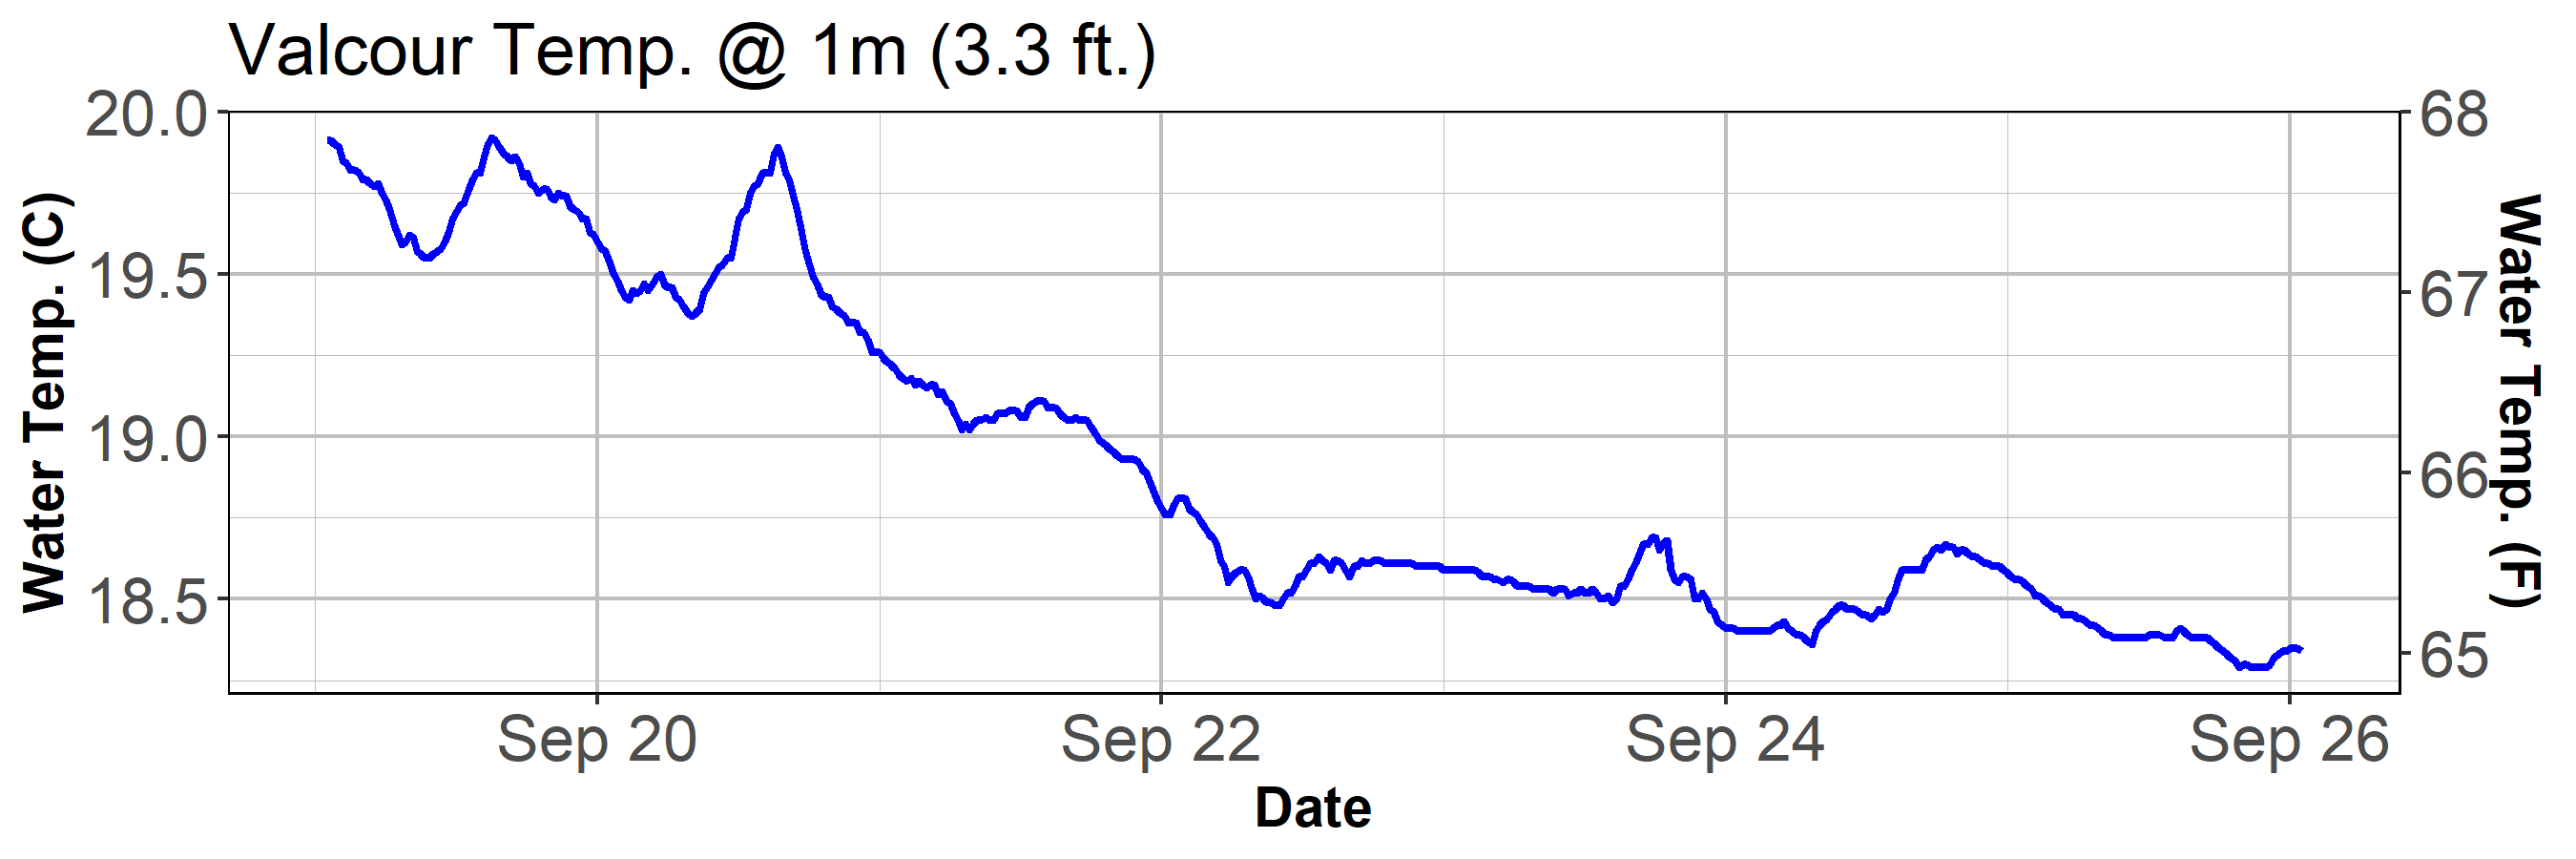 Valcour Temp. @ 1m (3.3 ft.)
Water Temp. (C)
20.0
19.5
19.0
18.5
68
67
66
65
Water Temp. (F)
Sep 20 Sep 22 Sep 24 Sep 26
Date